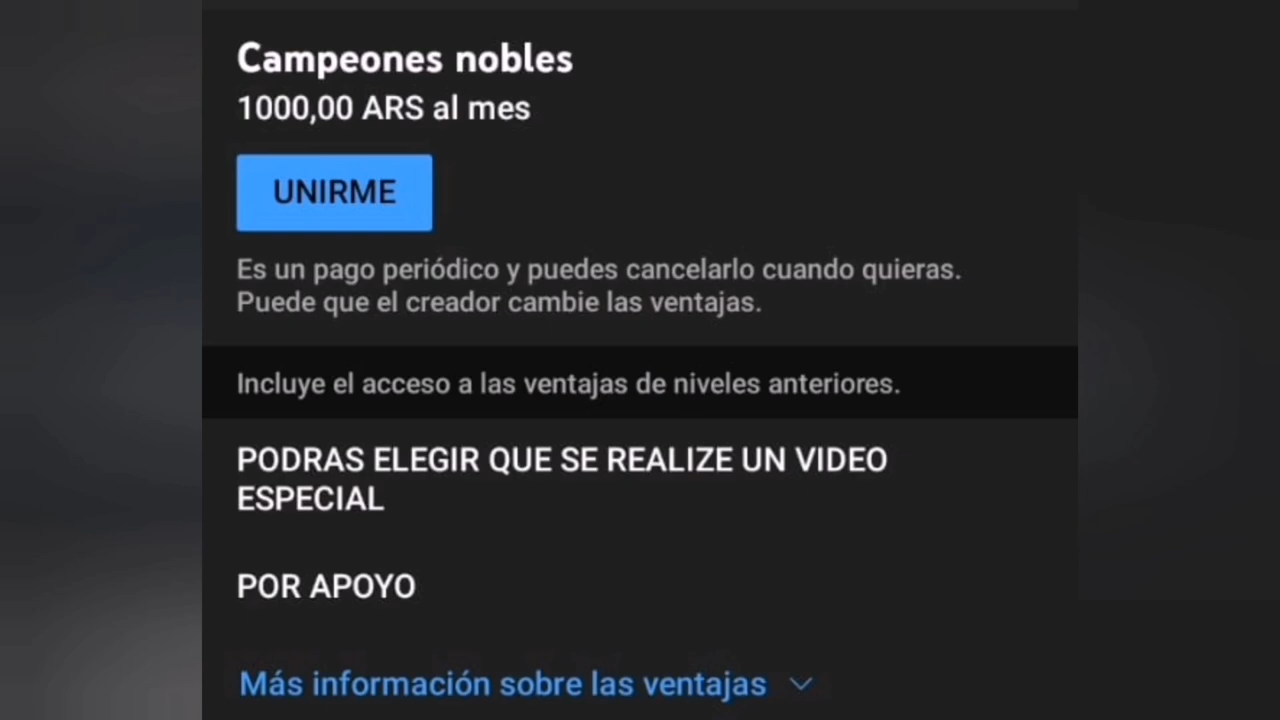 Campeones nobles
1000,00 ARS al mes
UNIRME
Es un pago periódico y puedes cancelarlo cuando quieras.
Puede que el creador cambie las ventajas.
Incluye el acceso a las ventajas de niveles anteriores.
PODRAS ELEGIR QUE SE REALIZE UN VIDEO
ESPECIAL
POR APOYO
Más información sobre las ventajas